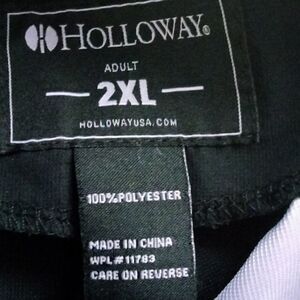 HOLLOWAY®
ADULT
2XL
HOLLOWAYUSA.COM
100%POLYESTER
MADE IN CHINA
WPL #11783
CARE ON REVERSE